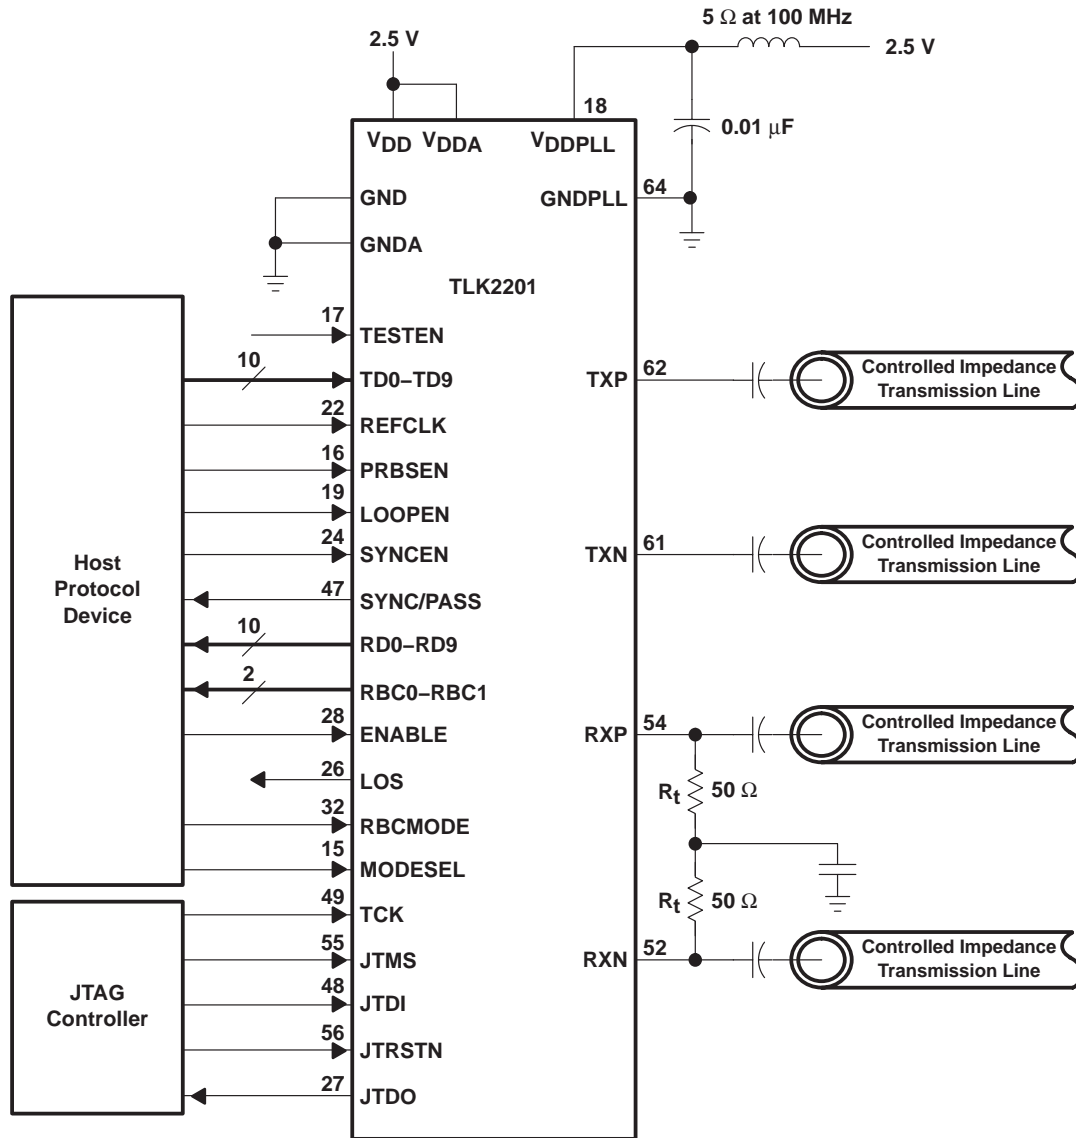 5 Ω at 100 MHz
2.5 V
2.5 V
18
0.01 μF
VDD VDDA VDDPLL
GND
GNDPLL
64
GNDA
TLK2201
17
TESTEN
10
TD0–TD9
TXP
62
Controlled Impedance
Transmission Line
22
REFCLK
16
PRBSEN
19
LOOPEN
24
SYNCEN
TXN
61
Controlled Impedance
Transmission Line
Host
Protocol
Device
47
SYNC/PASS
10
RD0–RD9
2
RBC0–RBC1
28
ENABLE
RXP
54
Controlled Impedance
Transmission Line
26
LOS
Rt
50 Ω
32
RBCMODE
15
MODESEL
Rt
50 Ω
49
TCK
55
JTMS
RXN
52
Controlled Impedance
Transmission Line
JTAG
Controller
48
JTDI
56
JTRSTN
27
JTDO